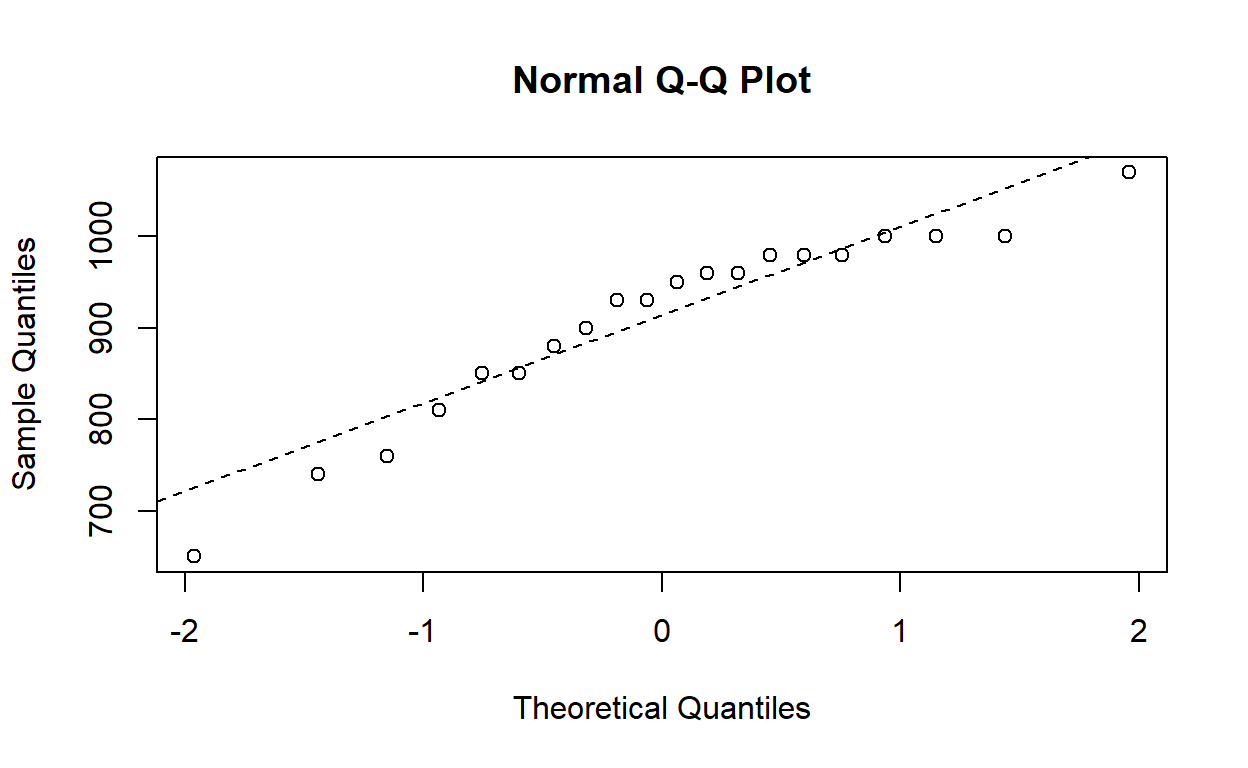 Normal Q-Q Plot
Sample Quantiles
1000
900
800
700
-2 -1 0 1 2
Theoretical Quantiles